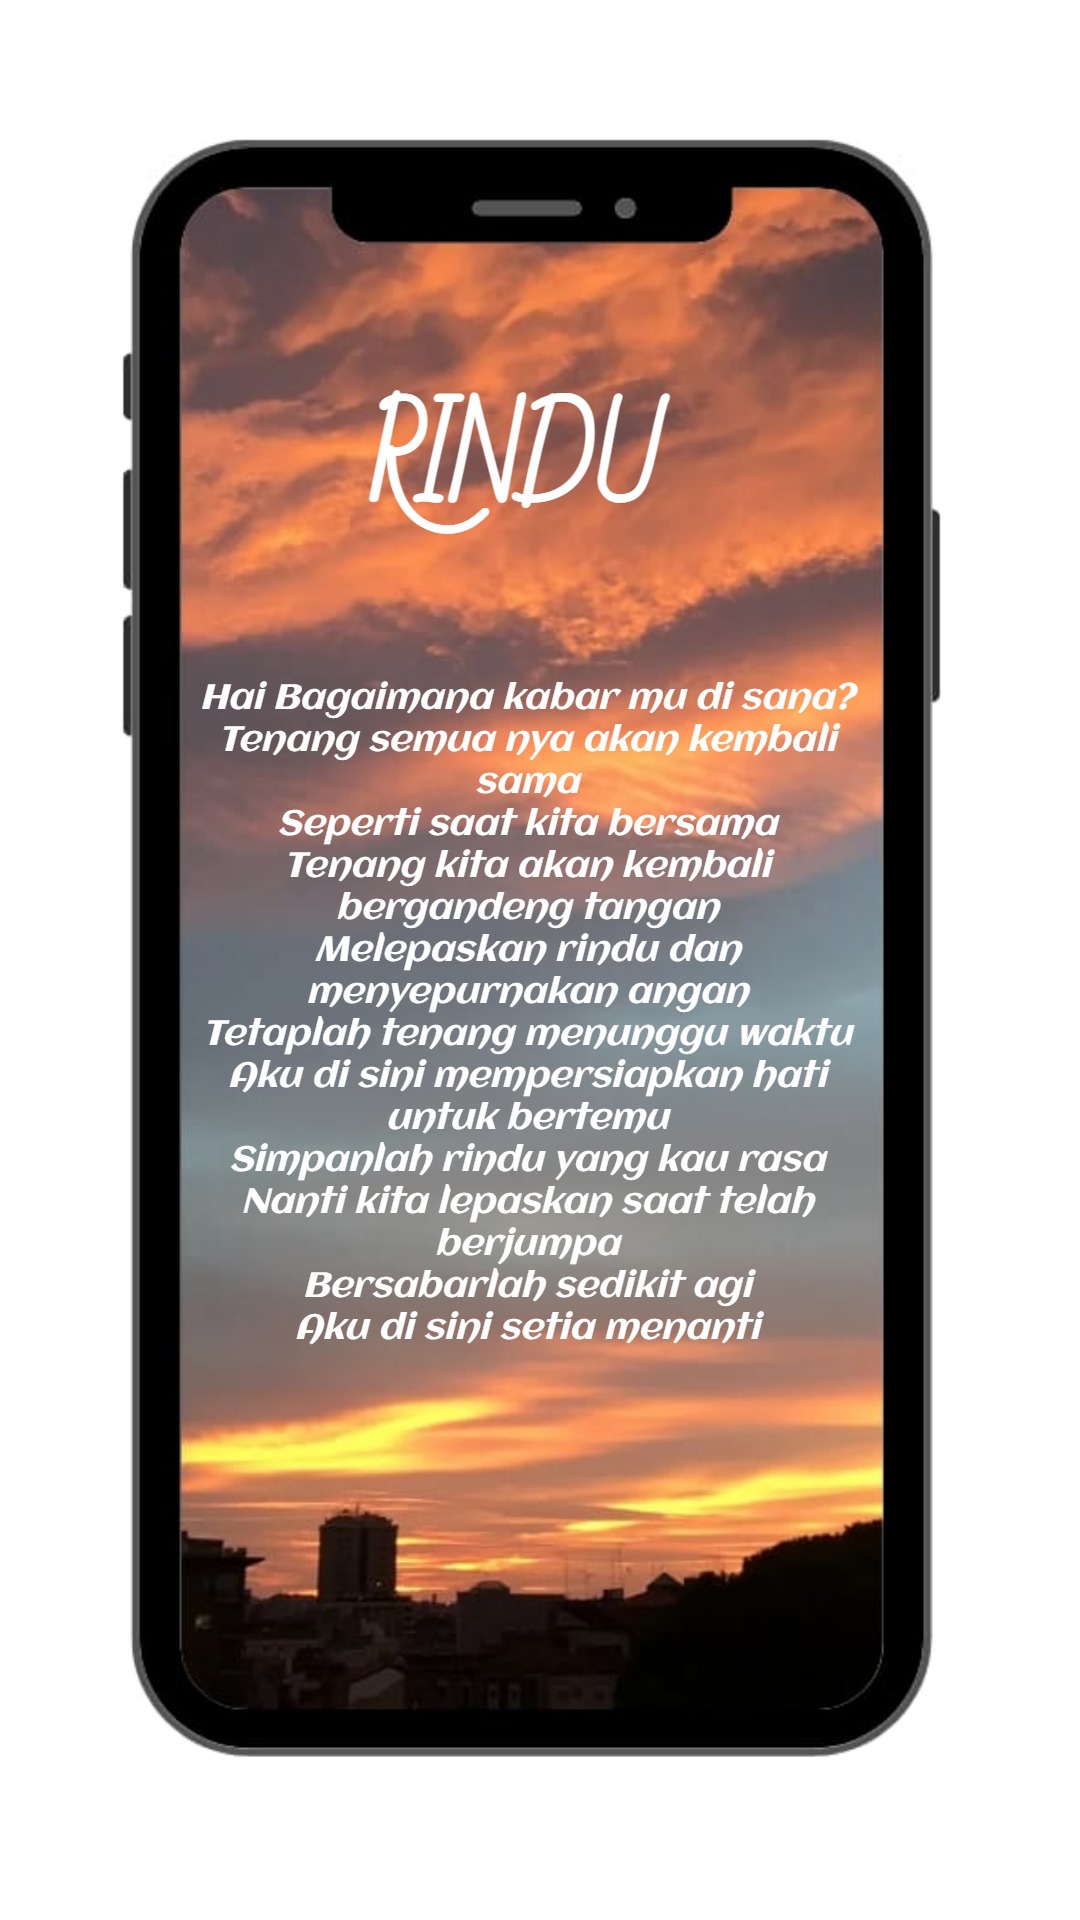 RINDU
Hai Bagaimana kabar mu di sana?
Tenang semua nya akan kembali
sama
Seperti saat kita bersama
Tenang kita akan kembali
bergandeng tangan
Melepaskan rindu dan
menyepurnakan angan
Tetaplah tenang menunggu waktu
Aku di sini mempersiapkan hati
untuk bertemu
Simpanlah rindu yang kau rasa
Nanti kita lepaskan saat telah
berjumpa
Bersabarlah sedikit agi
Aku di sini setia menanti